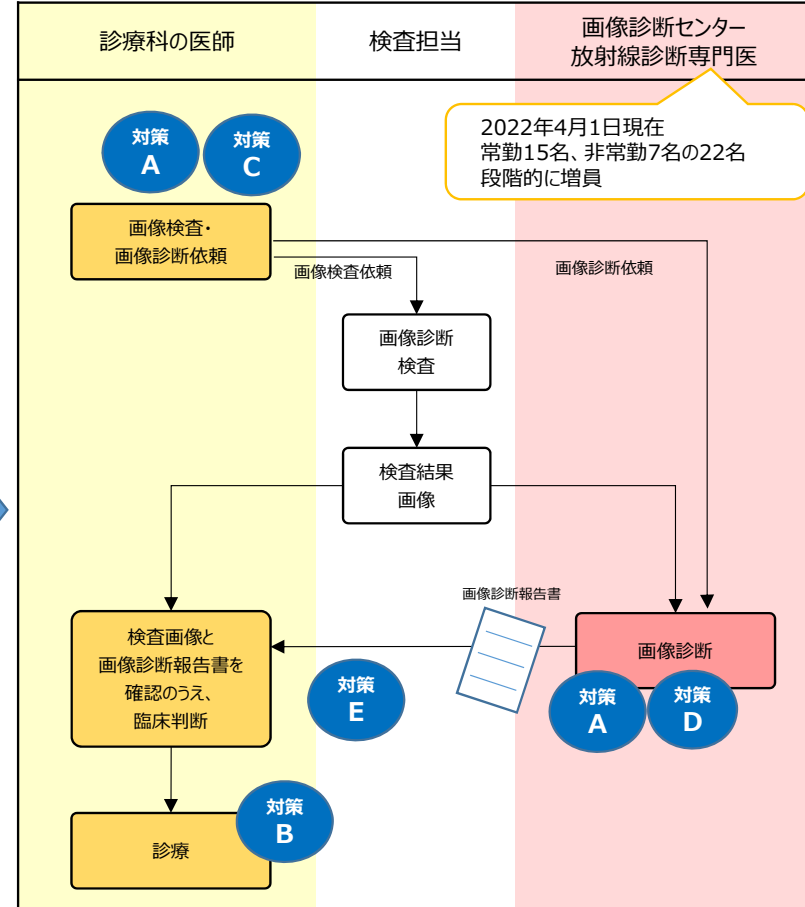 診療科の医師
検査担当
画像診断センター
放射線診断専門医
2022年4月1日現在
常勤15名、非常勤7名の22名
段階的に増員
対策
A
対策
C
画像検査・
画像診断依頼
画像検査依頼
画像診断依頼
画像診断
検査
検査結果
画像
画像診断報告書
検査画像と
画像診断報告書を
確認のうえ、
臨床判断
対策
E
画像診断
対策
A
対策
D
対策
B
診療